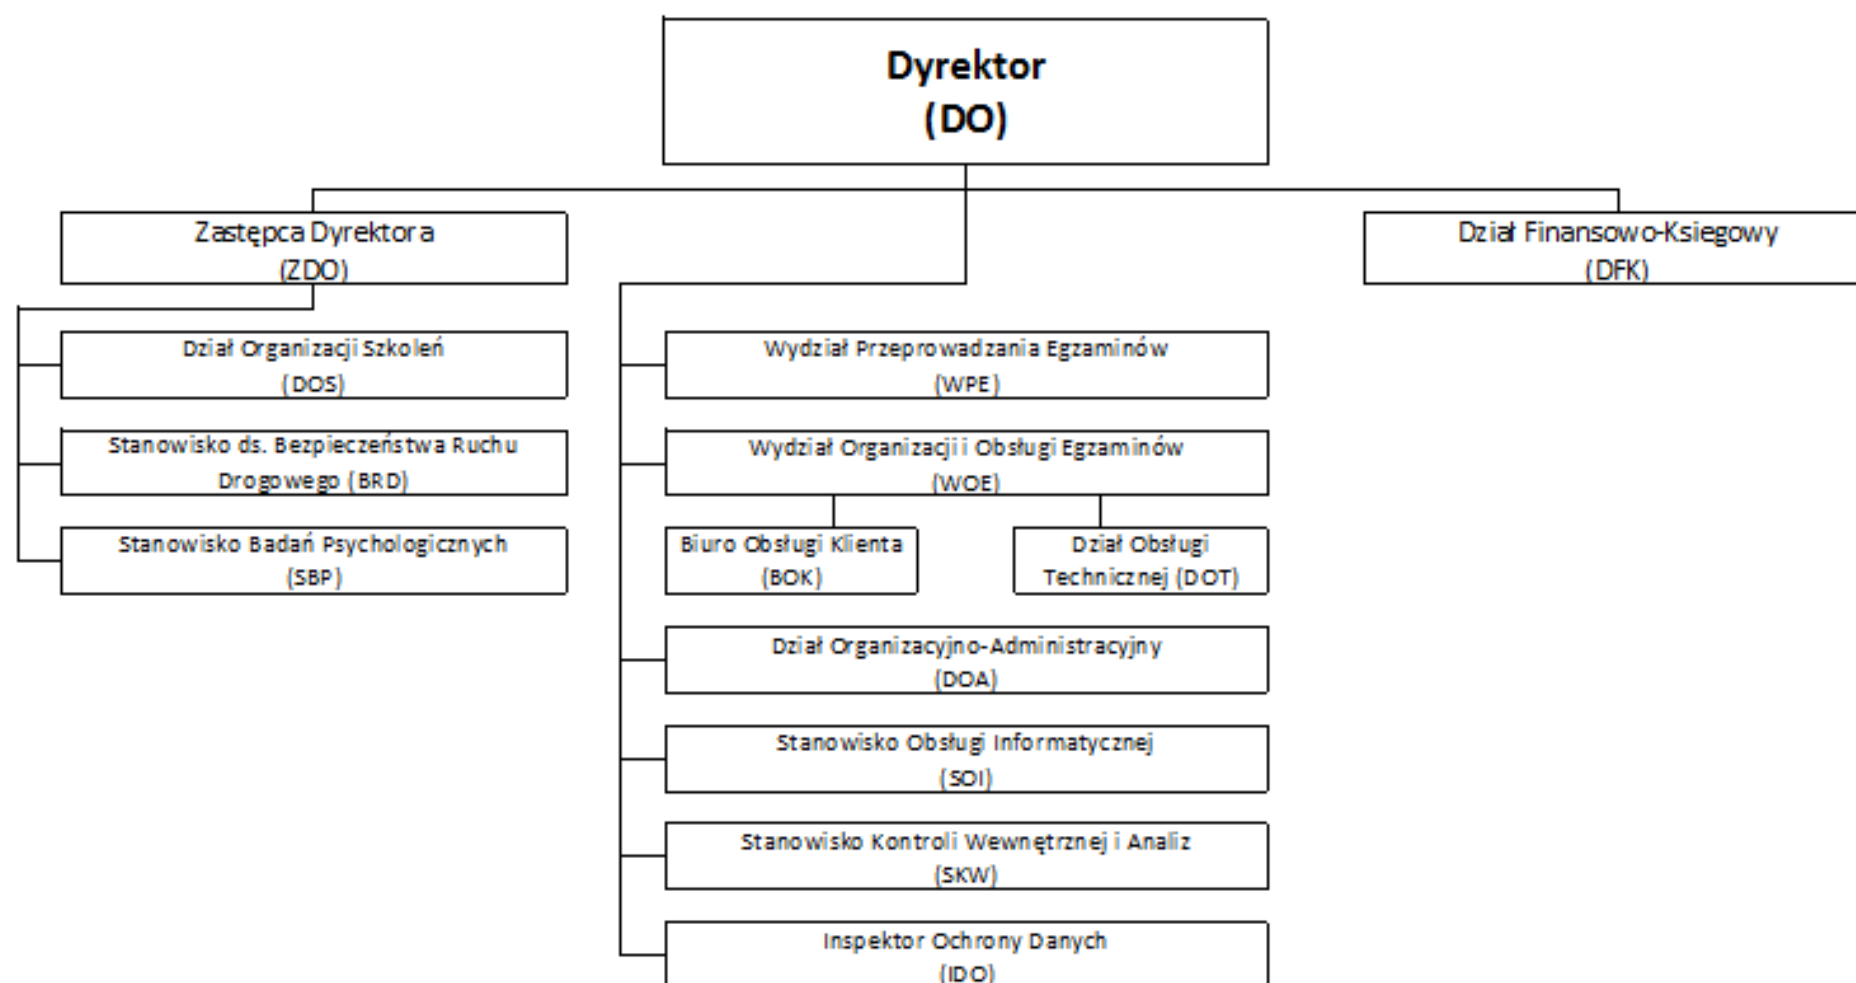 Dyrektor
(DO)
Zastępca Dyrektora
(ZDO)
Dział Finansowo-Ksiegowy
(DFK)
Dział Organizacji Szkoleń
(DOS)
Stanowisko ds. Bezpieczeństwa Ruchu
Drogowego (BRD)
Stanowisko Badań Psychologicznych
(SBP)
Wydział Przeprowadzania Egzaminów
(WPE)
Wydział Organizacji i Obsługi Egzaminów
(WOE)
Biuro Obsługi Klienta
(BOK)
Dział Obsługi
Technicznej (DOT)
Dział Organizacyjno-Administracyjny
(DOA)
Stanowisko Obsługi Informatycznej
(SOI)
Stanowisko Kontroli Wewnętrznej i Analiz
(SKW)
Inspektor Ochrony Danych
(IDO)